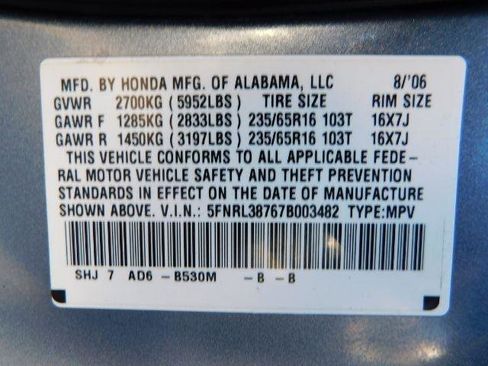 MFD. BY HONDA MFG. OF ALABAMA, LLC 8/'06
GVWR 2700KG (5952LBS) TIRE SIZE RIM SIZE
GAWR F 1285KG (2833LBS) 235/65R16 103T 16X7J
GAWR R 1450KG (3197LBS) 235/65R16 103T 16X7J
THIS VEHICLE CONFORMS TO ALL APPLICABLE FEDE-
RAL MOTOR VEHICLE SAFETY AND THEFT PREVENTION
STANDARDS IN EFFECT ON THE DATE OF MANUFACTURE
SHOWN ABOVE. V.I.N.: 5FNRL38767B003482 TYPE:MPV
SHJ 7 AD6 -B530M -B -B